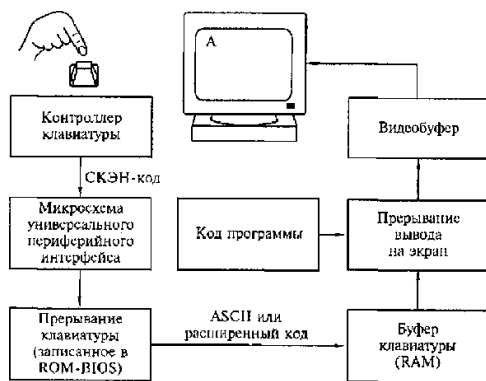 A
Контроллер
клавиатуры
СКЭН-код
Микросхема
универсального
периферийного
интерфейса
Прерывание
клавиатуры
(записанное в
ROM-BIOS)
ASCII или
расширенный код
Код программы
Видеобуфер
Прерывание
вывода
на экран
Буфер
клавиатуры
(RAM)